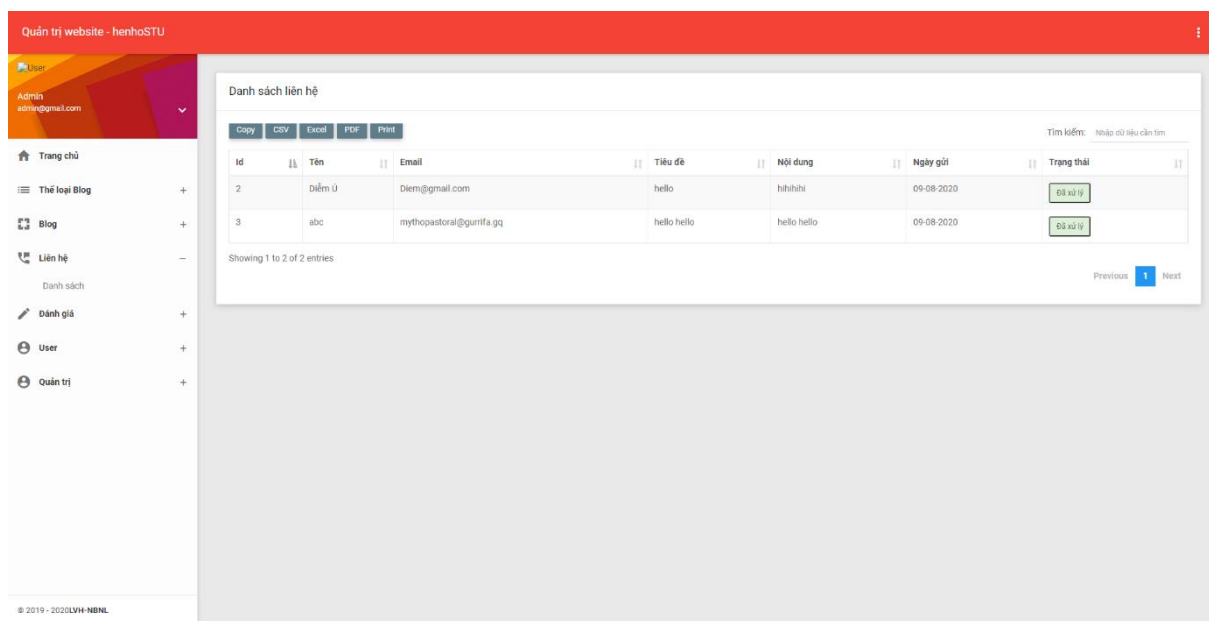 Quản trị website - henhoSTU
User
Admin
admin@gmail.com
Trang chủ
Thể loại Blog +
Blog +
Liên hệ –
Danh sách
Đánh giá +
User +
Quản trị +
© 2019 - 2020LVH-NBNL
Danh sách liên hệ
Copy CSV Excel PDF Print
Tìm kiếm: Nhập dữ liệu cần tìm
Id Tên Email Tiêu đề Nội dung Ngày gửi Trạng thái
2 Diễm Ú Diem@gmail.com hello hihihihi 09-08-2020 Đã xử lý
3 abc mythopastoral@gurrifa.gq hello hello hello hello 09-08-2020 Đã xử lý
Showing 1 to 2 of 2 entries
Previous 1 Next